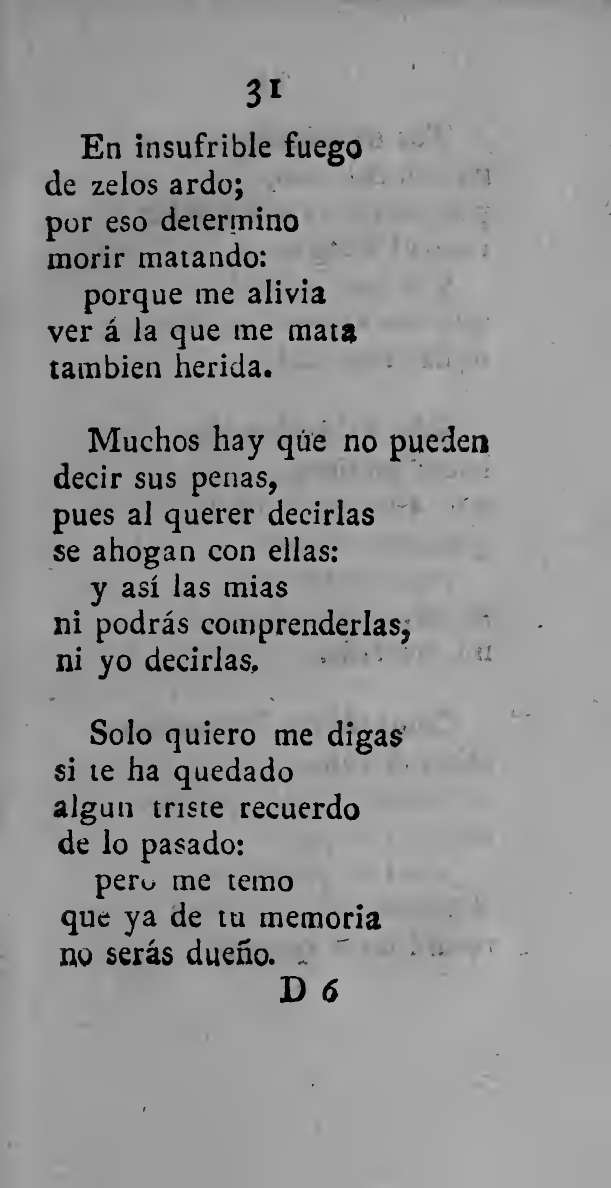 31
En insufrible fuego
de zelos ardo;
por eso determino
morir matando:
porque me alivia
ver á la que me mata
tambien herida.
Muchos hay que no pueden
decir sus penas,
pues al querer decirlas
se ahogan con ellas:
y así las mias
ni podrás comprenderlas,
ni yo decirlas.
Solo quiero me digas
si te ha quedado
algun triste recuerdo
de lo pasado:
pero me temo
que ya de tu memoria
no serás dueño.
D 6